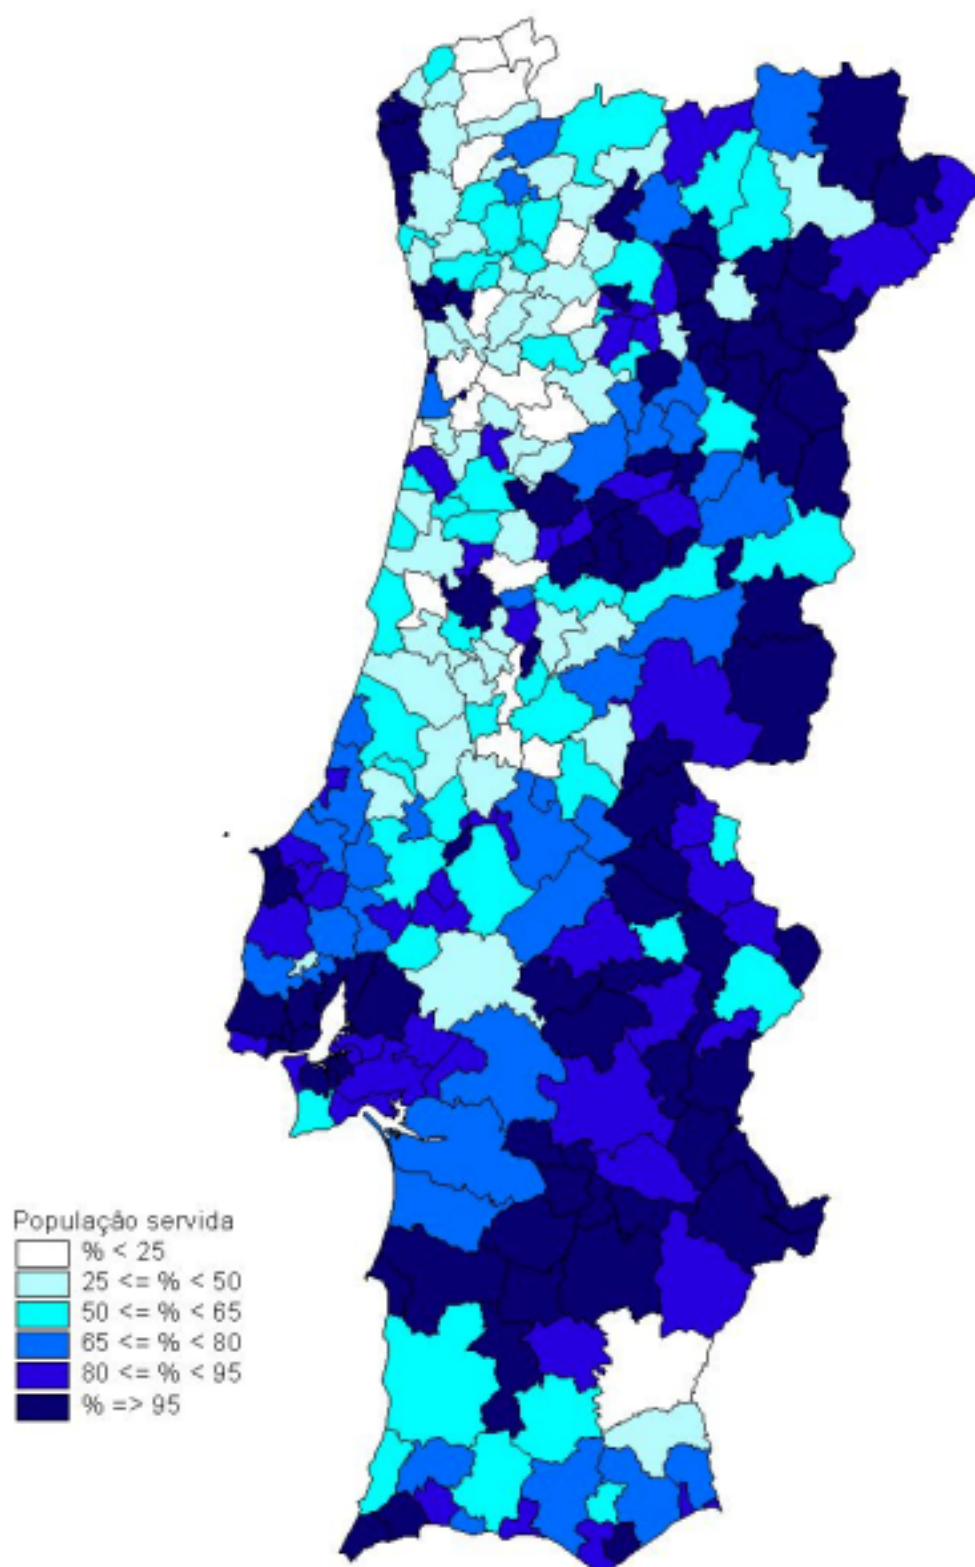 População servida
% < 25
25 <= % < 50
50 <= % < 65
65 <= % < 80
80 <= % < 95
% => 95